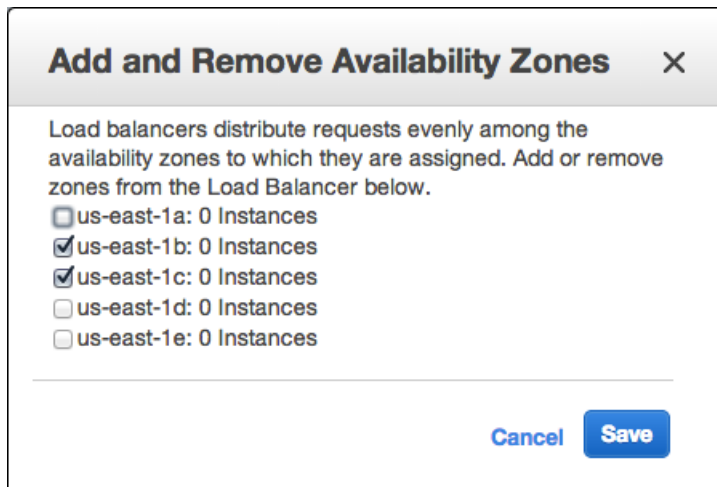 Add and Remove Availability Zones
Load balancers distribute requests evenly among the
availability zones to which they are assigned. Add or remove
zones from the Load Balancer below.
us-east-1a: 0 Instances
us-east-1b: 0 Instances
us-east-1c: 0 Instances
us-east-1d: 0 Instances
us-east-1e: 0 Instances
Cancel Save